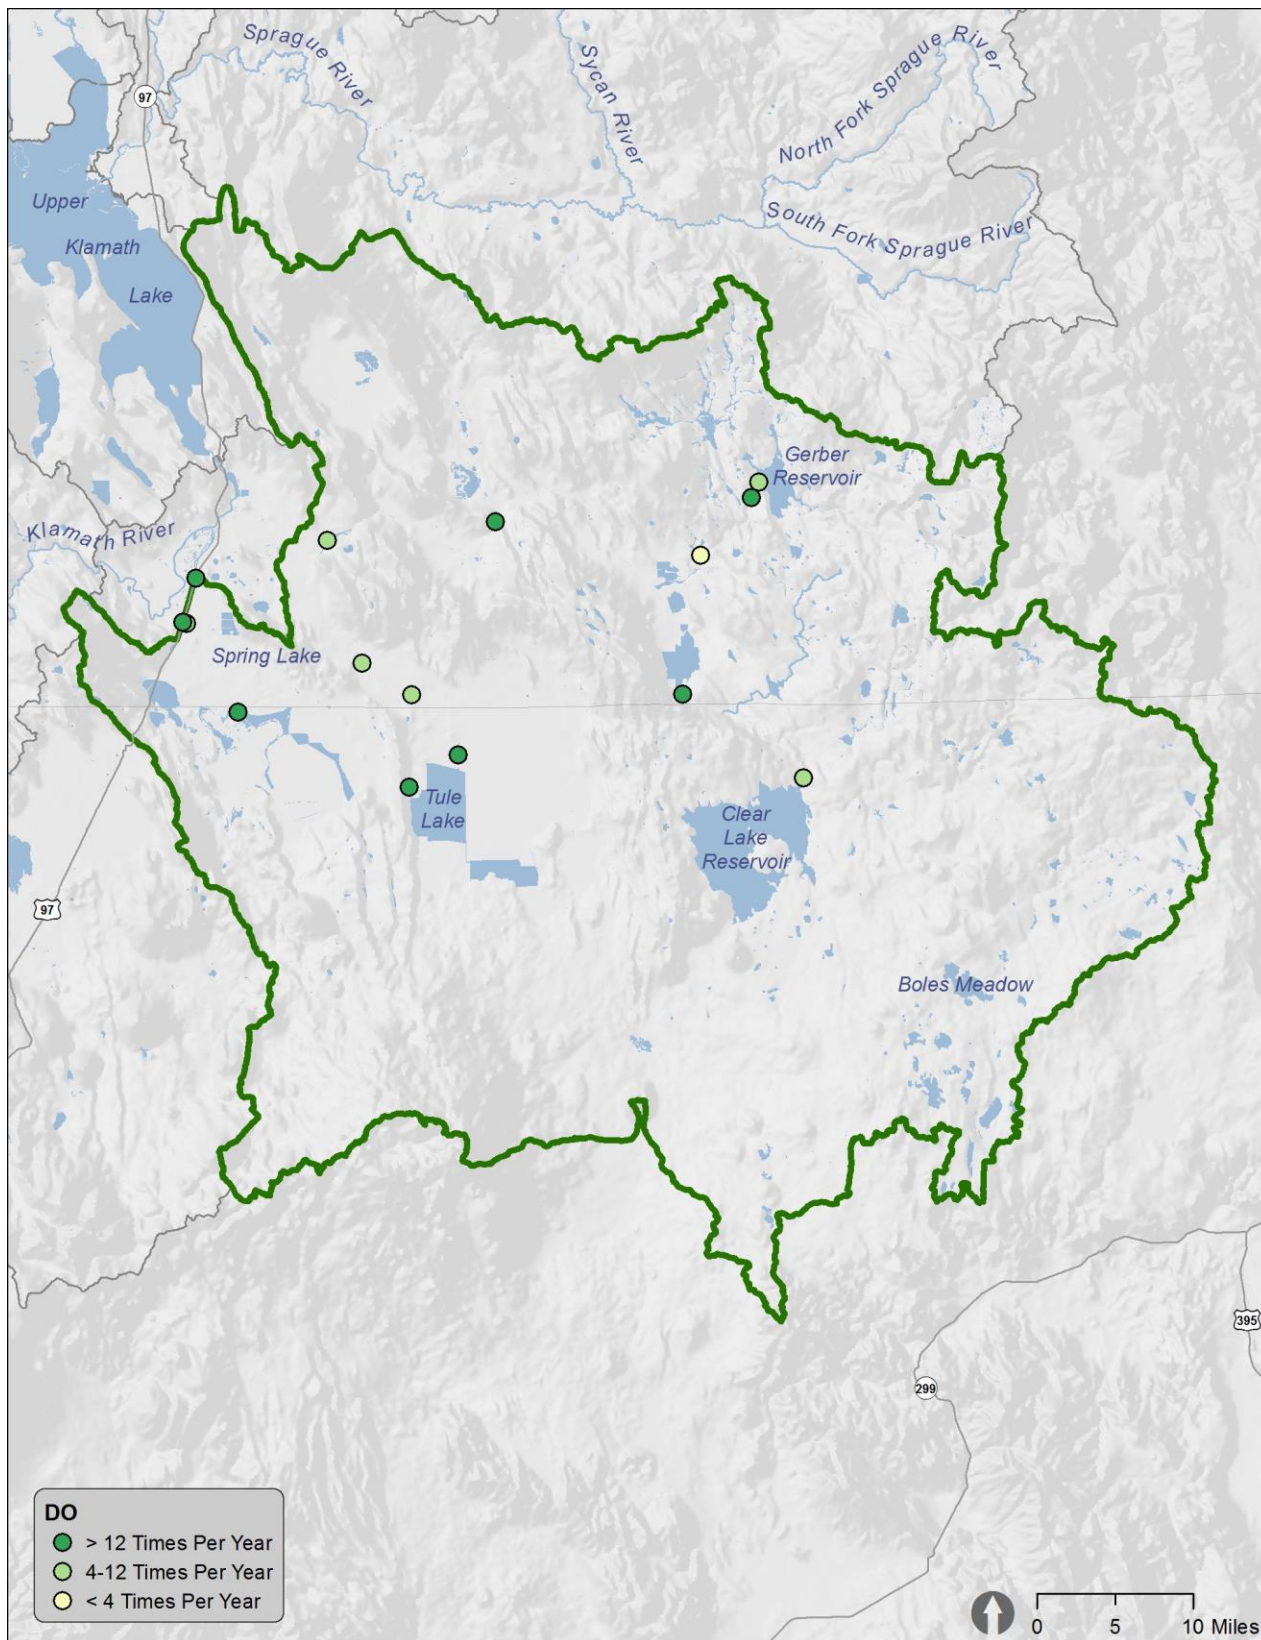 Sprague River
Sycan River
North Fork Sprague River
97
South Fork Sprague River
Upper
Klamath
Lake
Gerber
Reservoir
Klamath River
Spring Lake
Tule
Lake
Clear
Lake
Reservoir
97
Boles Meadow
395
299
DO
> 12 Times Per Year
4-12 Times Per Year
< 4 Times Per Year
0 5 10 Miles